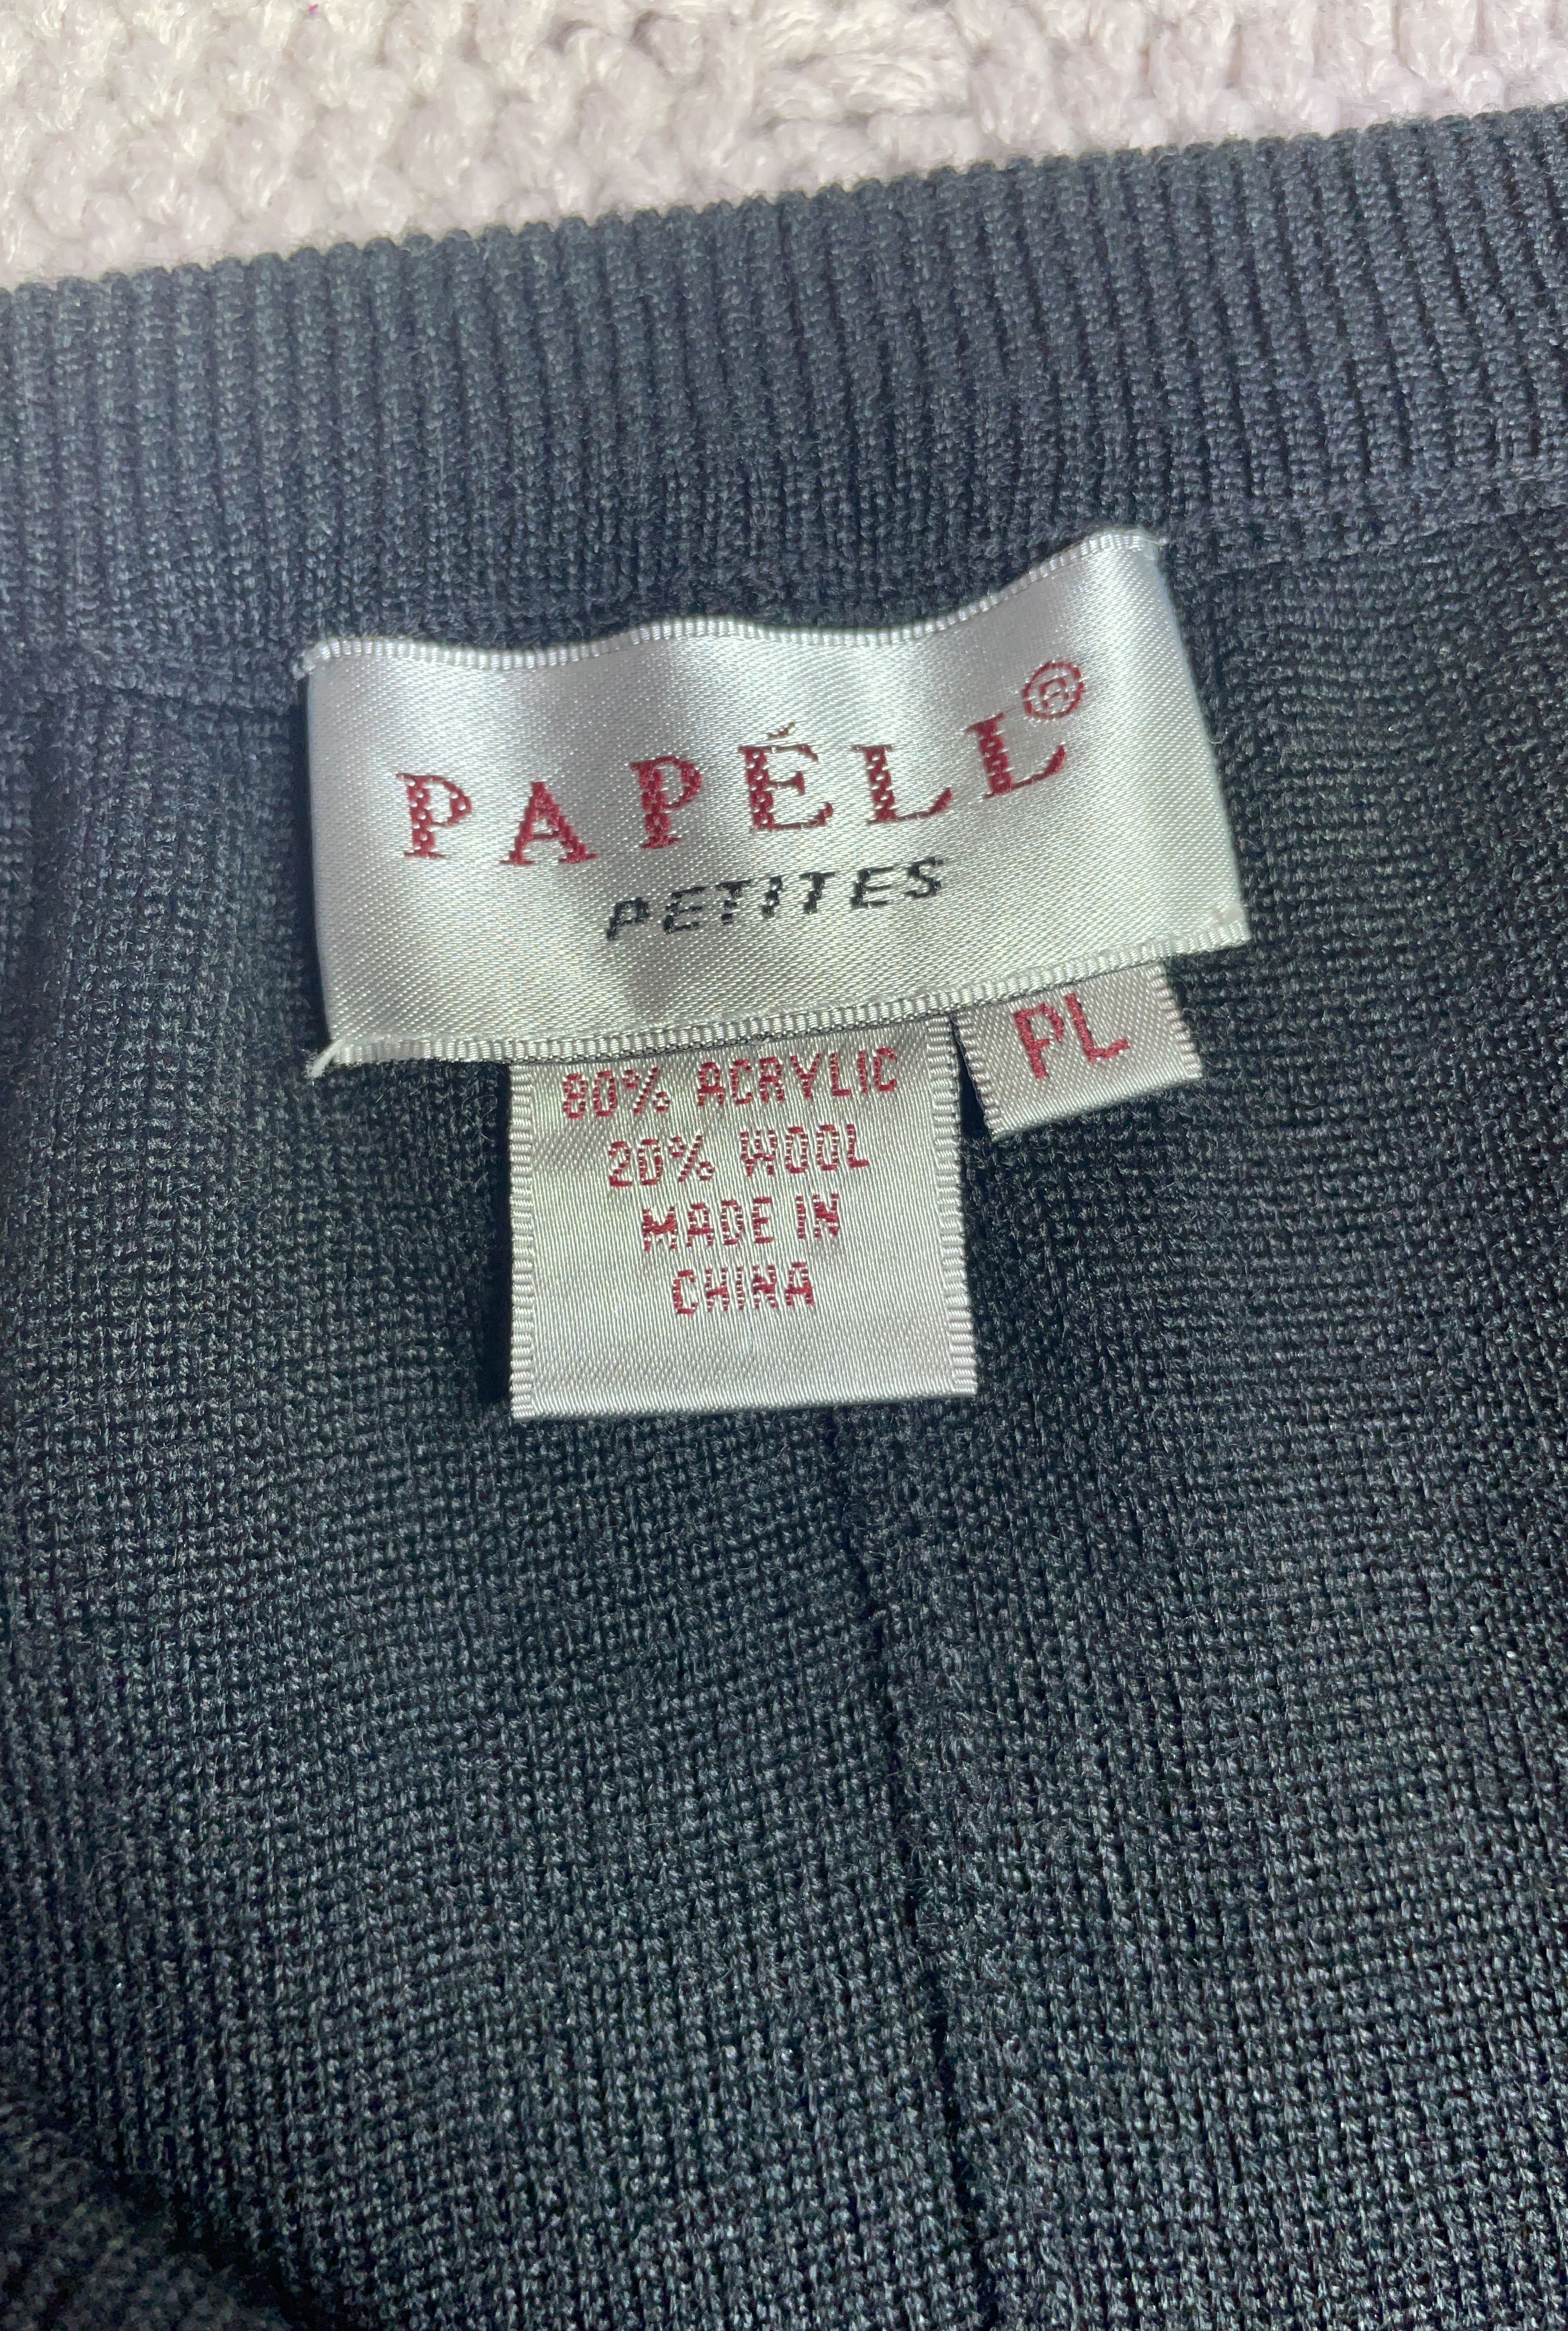 PAPÉLL®
PETITES
PL
80% ACRYLIC
20% WOOL
MADE IN
CHINA